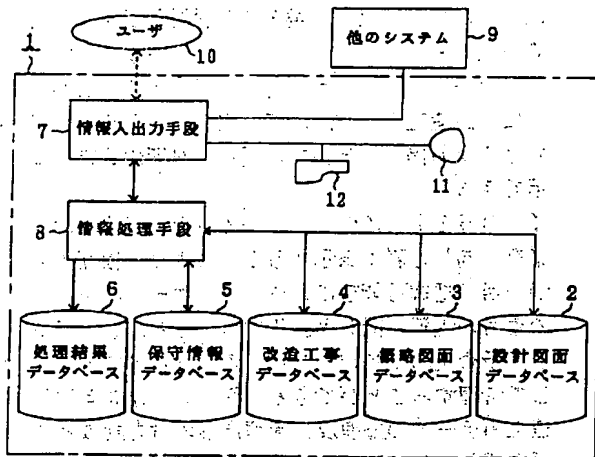 ユーザ
10
他のシステム
9
1
7
情報入出力手段
12
11
8
情報処理手段
6
5
4
3
2
処理結果
データベース
保守情報
データベース
改造工事
データベース
概略図面
データベース
設計図面
データベース